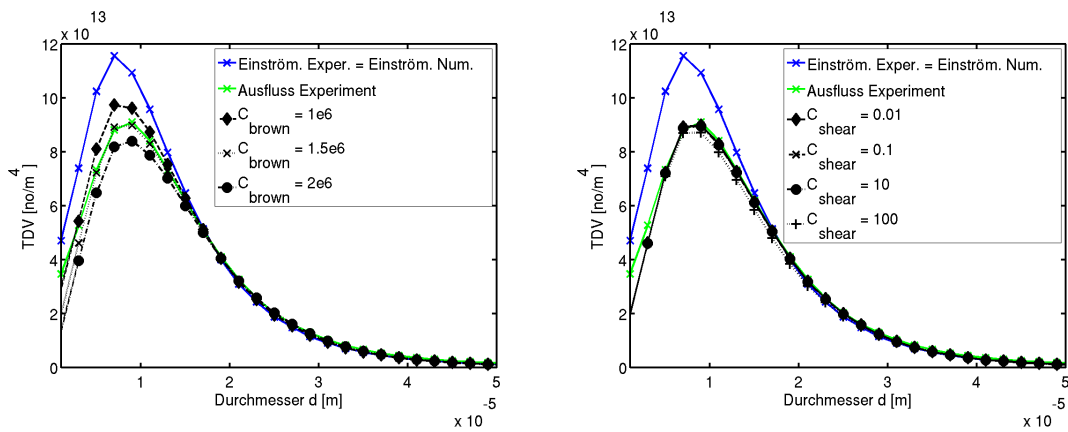 13
x 10
12
10
8
6
4
2
0
TDV [no/m 4 ]
Einström. Exper. = Einström. Num.
Ausfluss Experiment
C brown = 1e6
C brown = 1.5e6
C brown = 2e6
1 2 3 4 5
Durchmesser d [m]
-5
x 10
13
x 10
12
10
8
6
4
2
0
TDV [no/m 4 ]
Einström. Exper. = Einström. Num.
Ausfluss Experiment
C shear = 0.01
C shear = 0.1
C shear = 10
C shear = 100
1 2 3 4 5
Durchmesser d [m]
-5
x 10